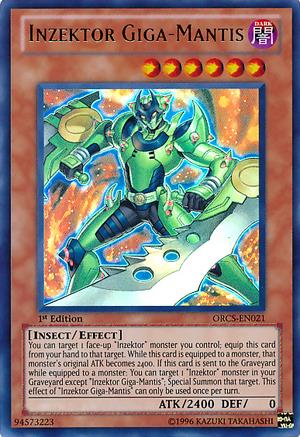 INZEKTOR GIGA-MANTIS
DARK
闇
1st Edition
ORCS-EN021
[INSECT/EFFECT]
You can target 1 face-up "Inzektor" monster you control; equip this card
from your hand to that target. While this card is equipped to a monster, that
monster's original ATK becomes 2400. If this card is sent to the Graveyard
while equipped to a monster: You can target 1 "Inzektor" monster in your
Graveyard except "Inzektor Giga-Mantis"; Special Summon that target. This
effect of "Inzektor Giga-Mantis" can only be used once per turn.
ATK/2400 DEF/ 0
94573223
©1996 KAZUKI TAKAHASHI